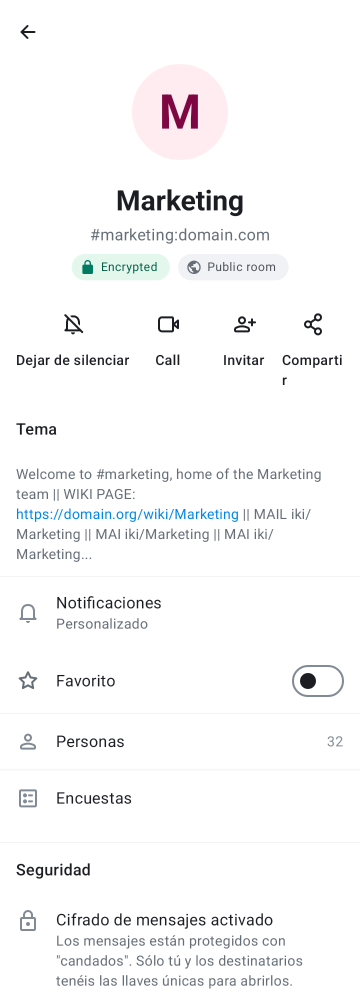 M
Marketing
#marketing:domain.com
Encrypted
Public room
Dejar de silenciar
Call
Invitar
Comparti
r
Tema
Welcome to #marketing, home of the Marketing
team || WIKI PAGE:
https://domain.org/wiki/Marketing || MAIL iki/
Marketing || MAI iki/Marketing || MAI iki/
Marketing...
Notificaciones
Personalizado
Favorito
Personas
32
Encuestas
Seguridad
Cifrado de mensajes activado
Los mensajes están protegidos con
"candados". Sólo tú y los destinatarios
tenéis las llaves únicas para abrirlos.